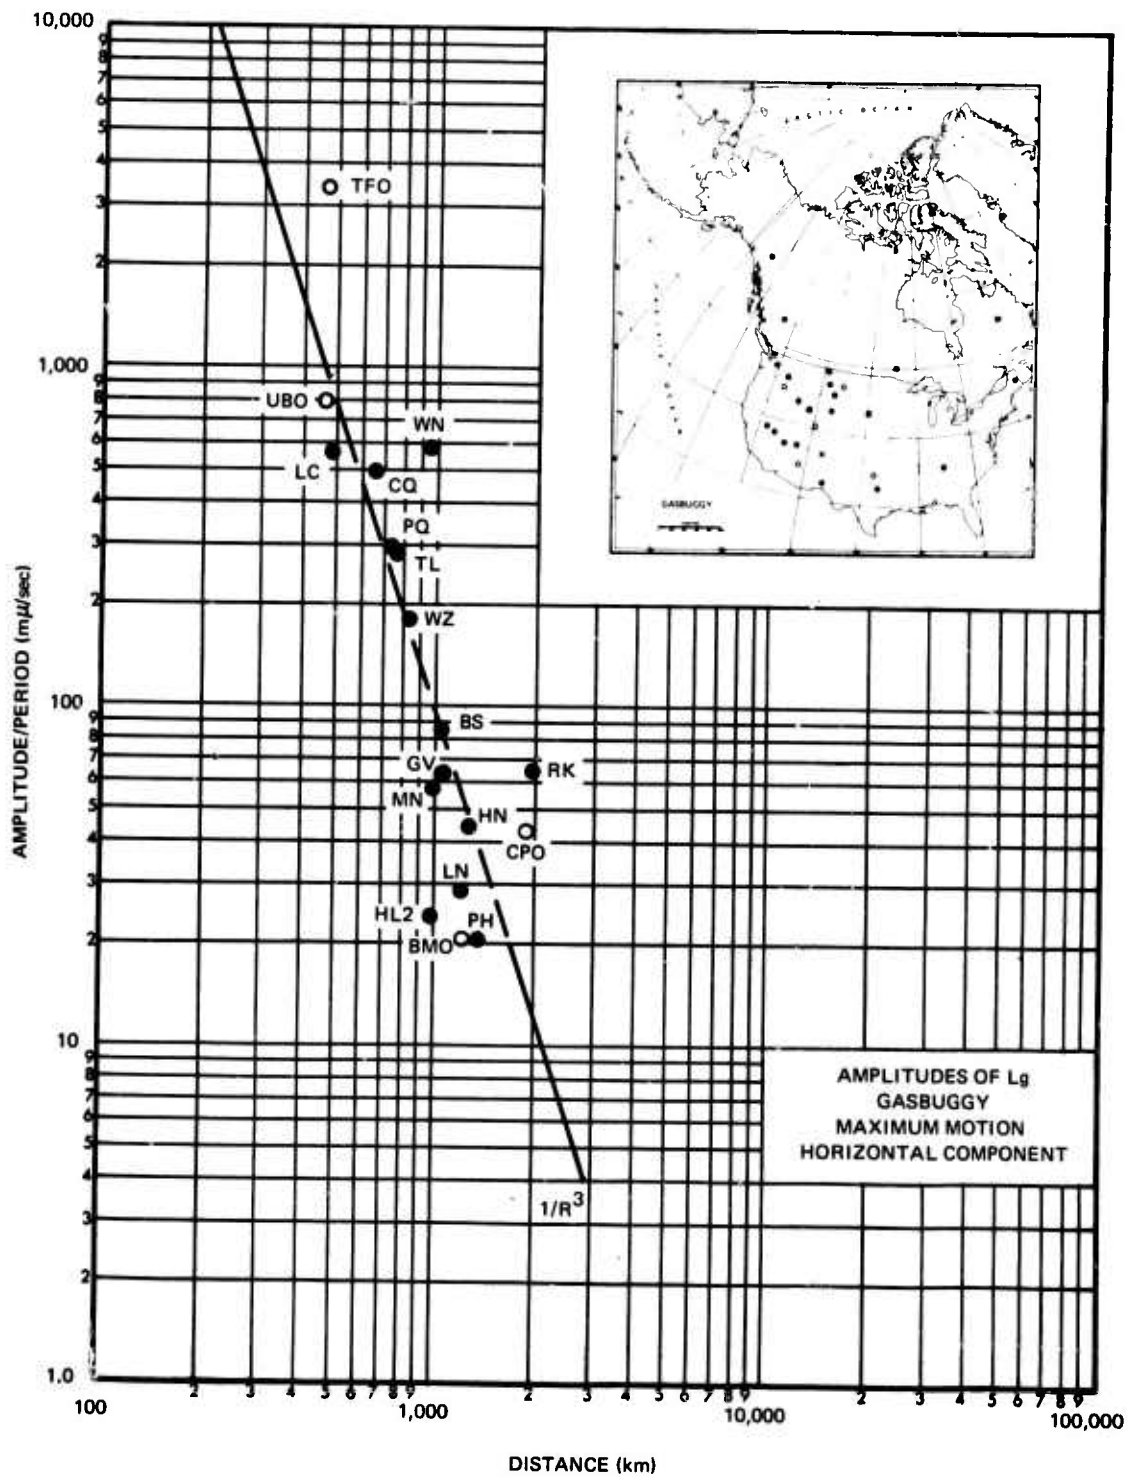 10,000
9
8
7
6
5
4
3
2
1,000
9
8
7
6
5
4
3
2
100
9
8
7
6
5
4
3
2
10
9
8
7
6
5
4
3
2
1.0
AMPLITUDE/PERIOD (mμ/sec)
TFO
UBO
WN
LC
CQ
PQ
TL
WZ
BS
GV
RK
MN
HN
CPO
LN
HL2
PH
BMO
1/R³
GASBUGGY
AMPLITUDES OF Lg
GASBUGGY
MAXIMUM MOTION
HORIZONTAL COMPONENT
2 3 4 5 6 7 8 9 2 3 4 5 6 7 8 9 2 3 4 5 6 7 8 9
100 1,000 10,000 100,000
DISTANCE (km)